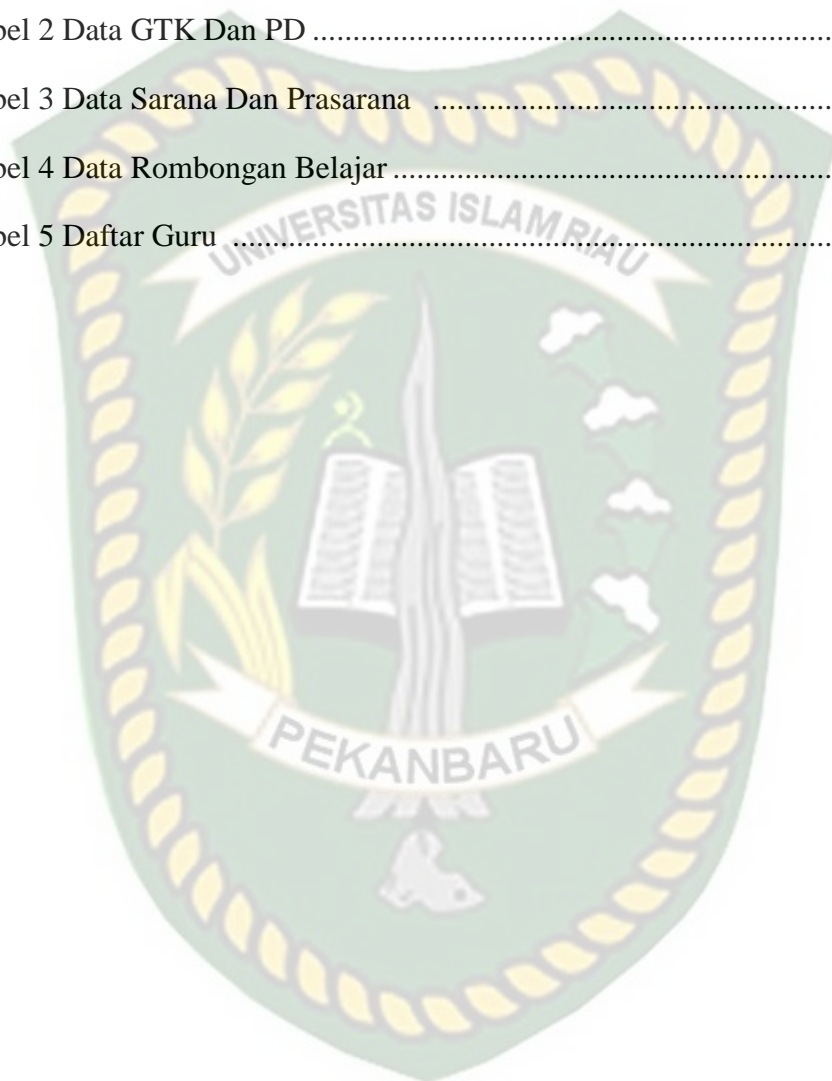 bel 2 Data GTK Dan PD ........................................................................
bel 3 Data Sarana Dan Prasarana ........................................................
bel 4 Data Rombongan Belajar ..............................................................
bel 5 Daftar Guru ..................................................................................
UNIVERSITAS ISLAM RIAU
PEKANBARU